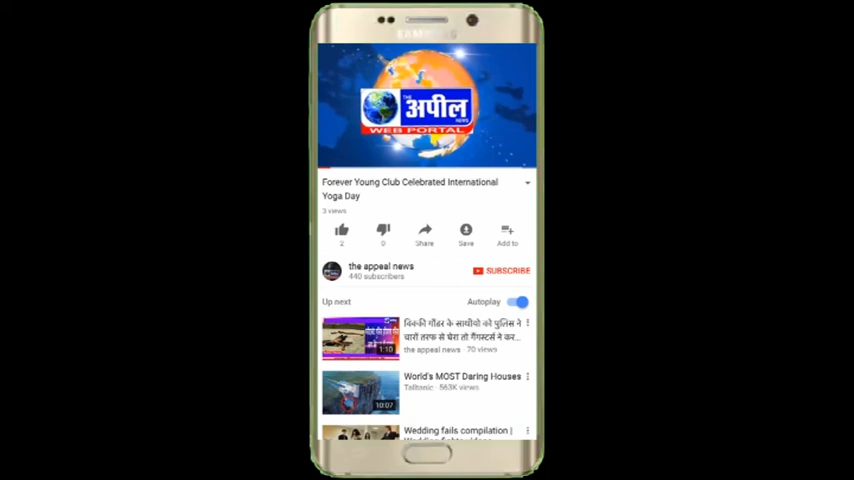 SAMSUNG
THE
अपील
NEWS
WEB PORTAL
Forever Young Club Celebrated International
Yoga Day
3 views
2
0
Share
Save
Add to
the appeal news
440 subscribers
SUBSCRIBE
Up next
Autoplay
विक्की गौंडर के साथीयो को पुलिस ने
चारों तरफ से घेरा तो गैंगस्टर्स ने कर...
the appeal news · 70 views
1:10
World's MOST Daring Houses
Talltanic · 563K views
10:07
Wedding fails compilation |